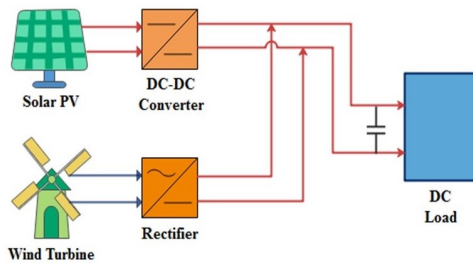 Solar PV
DC-DC
Converter
Wind Turbine
Rectifier
DC
Load